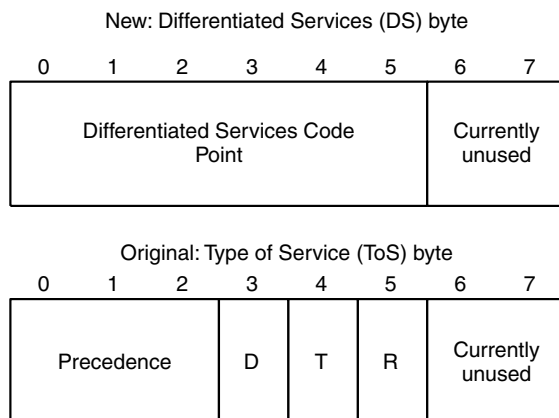 New: Differentiated Services (DS) byte
0 1 2 3 4 5 6 7
Differentiated Services Code
Point
Currently
unused
Original: Type of Service (ToS) byte
0 1 2 3 4 5 6 7
Precedence
D
T
R
Currently
unused